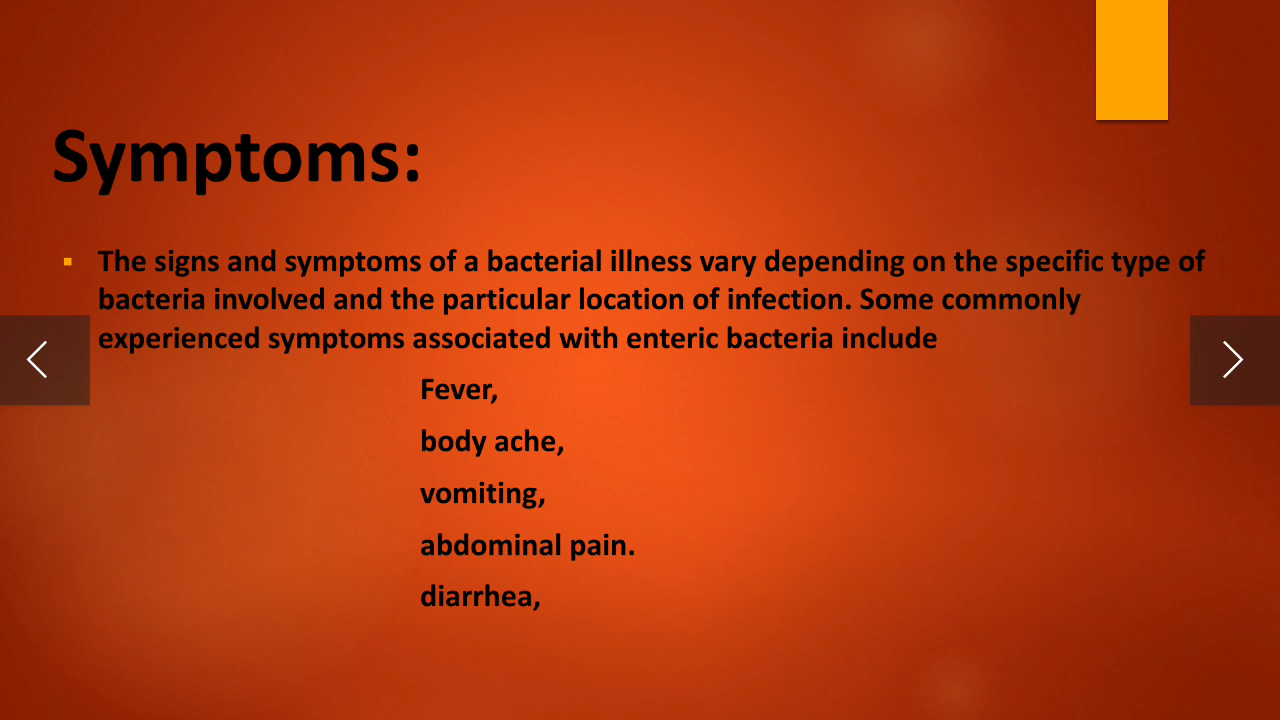 Symptoms:
The signs and symptoms of a bacterial illness vary depending on the specific type of
bacteria involved and the particular location of infection. Some commonly
experienced symptoms associated with enteric bacteria include
Fever,
body ache,
vomiting,
abdominal pain.
diarrhea,